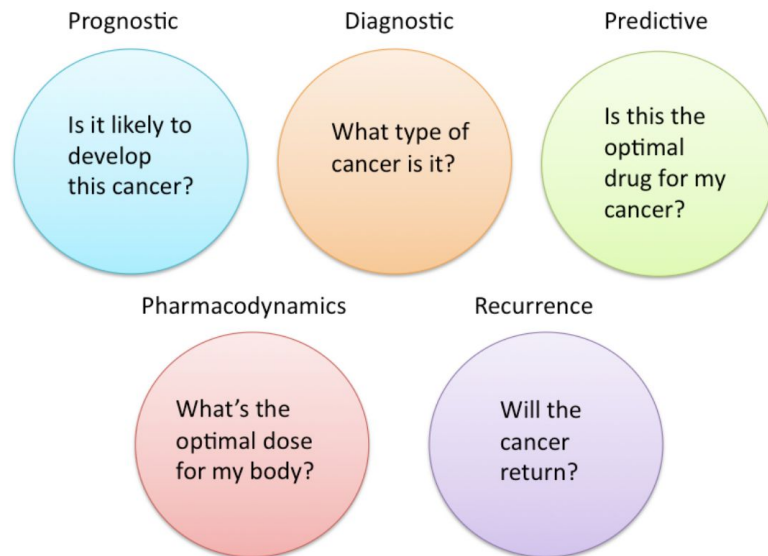 Prognostic
Is it likely to
develop
this cancer?
Diagnostic
What type of
cancer is it?
Predictive
Is this the
optimal
drug for my
cancer?
Pharmacodynamics
What’s the
optimal dose
for my body?
Recurrence
Will the
cancer
return?